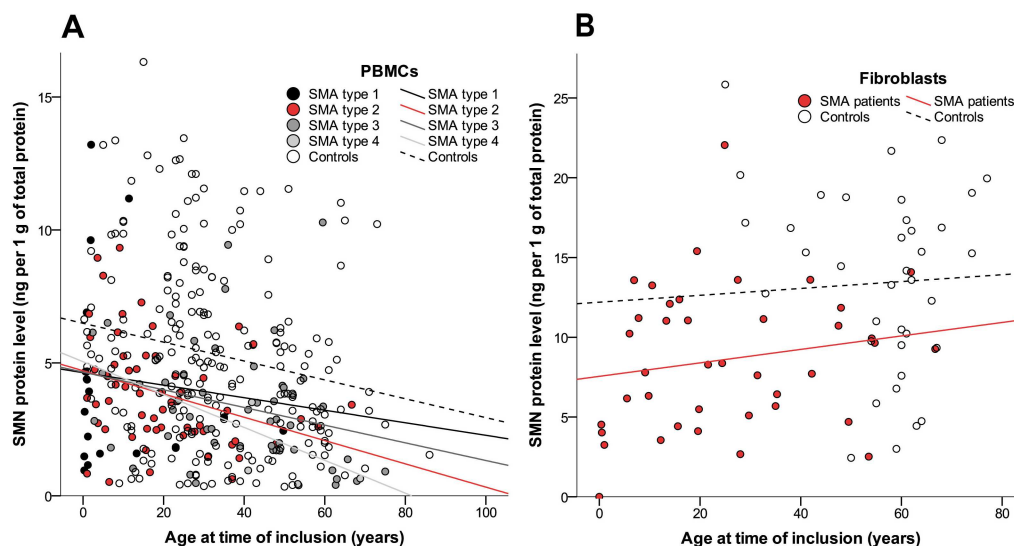 A
PBMCs
SMA type 1 SMA type 1
SMA type 2 SMA type 2
SMA type 3 SMA type 3
SMA type 4 SMA type 4
Controls Controls
SMN protein level (ng per 1 g of total protein)
15
10
5
0
0 20 40 60 80 100
Age at time of inclusion (years)
B
Fibroblasts
SMA patients SMA patients
Controls Controls
SMN protein level (ng per 1 g of total protein)
25
20
15
10
5
0
0 20 40 60 80
Age at time of inclusion (years)